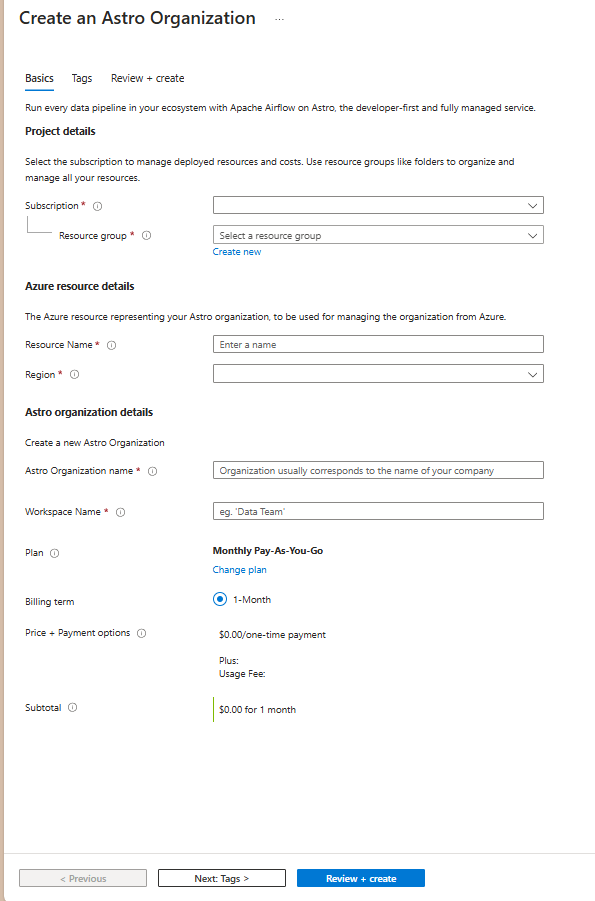 Create an Astro Organization ...
Basics Tags Review + create
Run every data pipeline in your ecosystem with Apache Airflow on Astro, the developer-first and fully managed service.
Project details
Select the subscription to manage deployed resources and costs. Use resource groups like folders to organize and
manage all your resources.
Subscription *
Resource group * Select a resource group
Create new
Azure resource details
The Azure resource representing your Astro organization, to be used for managing the organization from Azure.
Resource Name * Enter a name
Region *
Astro organization details
Create a new Astro Organization
Astro Organization name * Organization usually corresponds to the name of your company
Workspace Name * eg. 'Data Team'
Plan Monthly Pay-As-You-Go
Change plan
Billing term 1-Month
Price + Payment options $0.00/one-time payment
Plus:
Usage Fee:
Subtotal $0.00 for 1 month
< Previous Next: Tags > Review + create